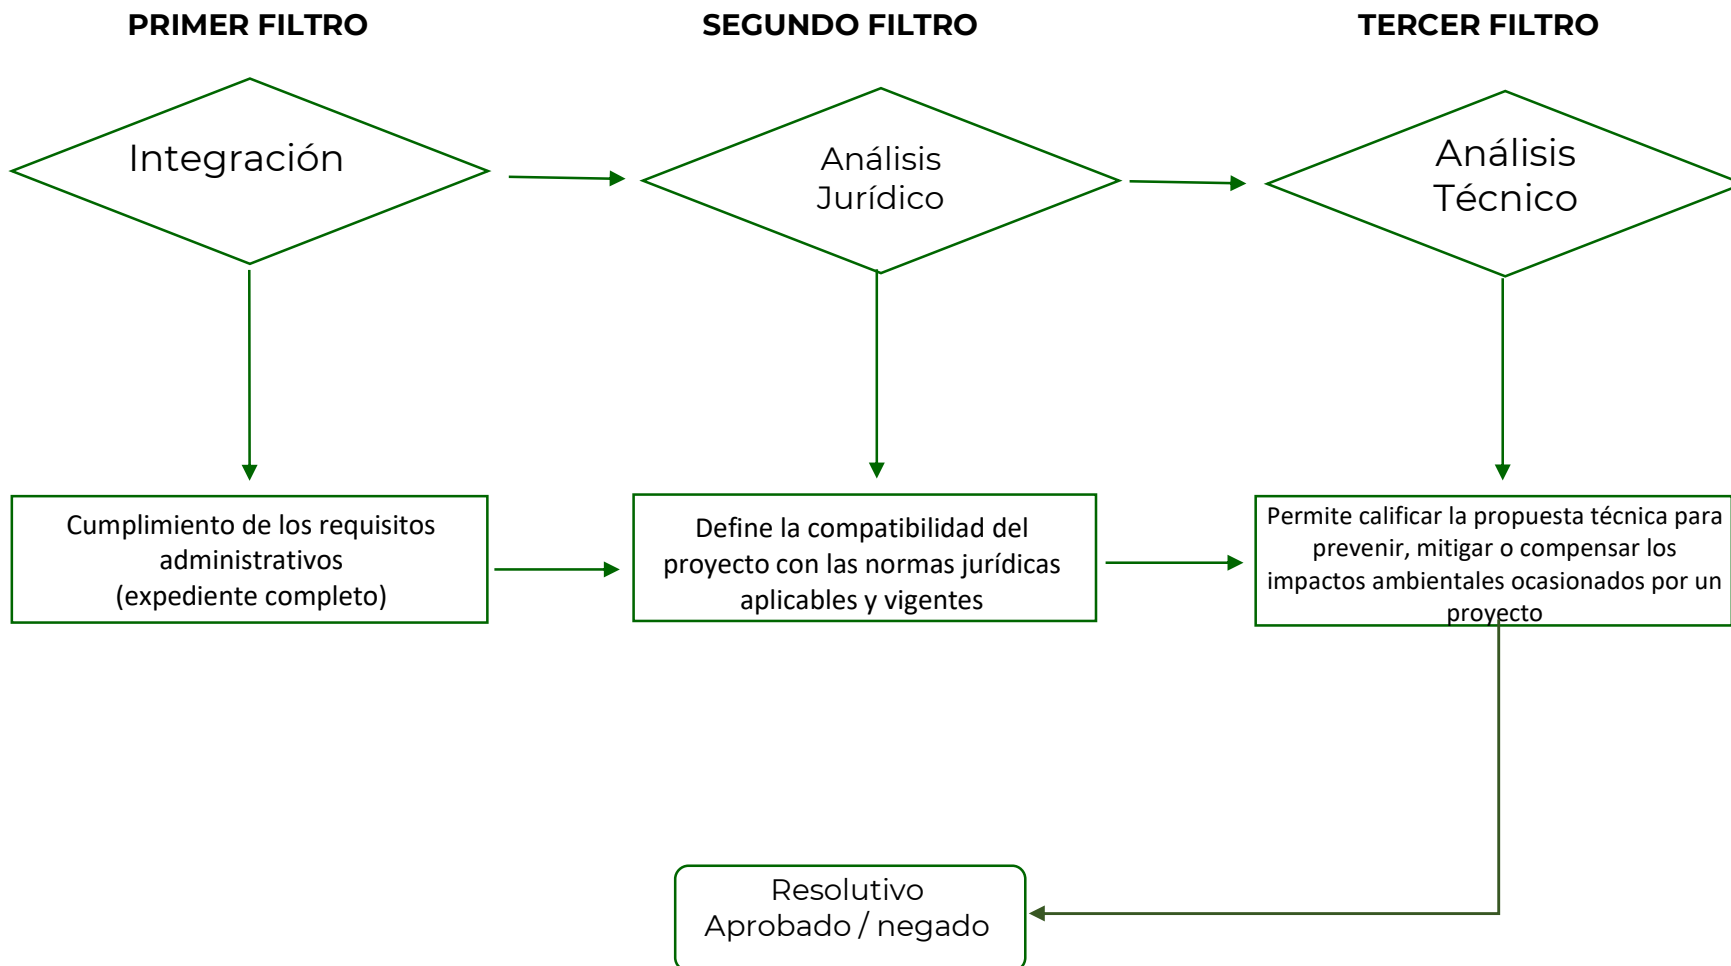 PRIMER FILTRO
SEGUNDO FILTRO
TERCER FILTRO
Integración
Análisis
Jurídico
Análisis
Técnico
Cumplimiento de los requisitos
administrativos
(expediente completo)
Define la compatibilidad del
proyecto con las normas jurídicas
aplicables y vigentes
Permite calificar la propuesta técnica para
prevenir, mitigar o compensar los
impactos ambientales ocasionados por un
proyecto
Resolutivo
Aprobado / negado